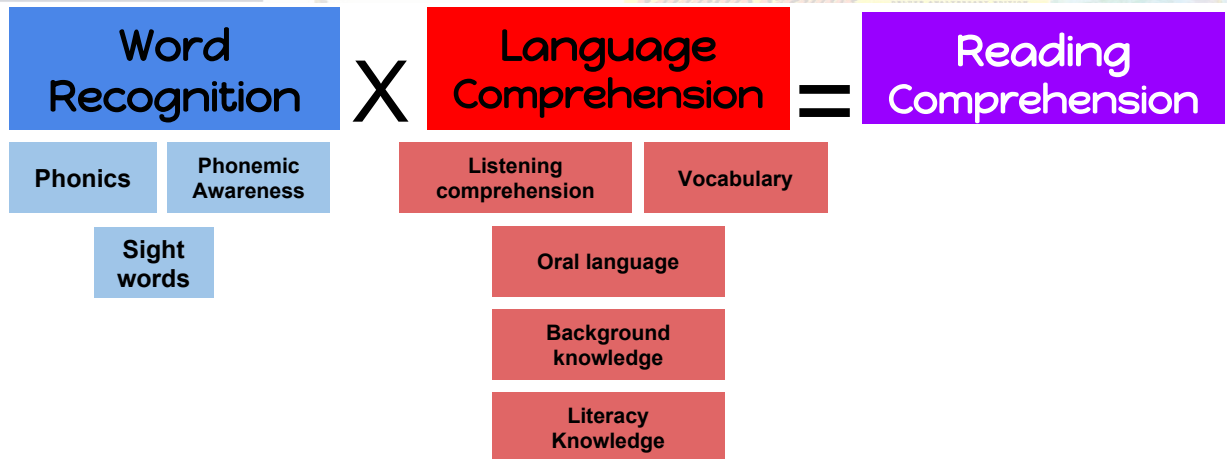 Word
Recognition
X
Language
Comprehension
=
Reading
Comprehension
Phonics
Phonemic
Awareness
Listening
comprehension
Vocabulary
Sight
words
Oral language
Background
knowledge
Literacy
Knowledge